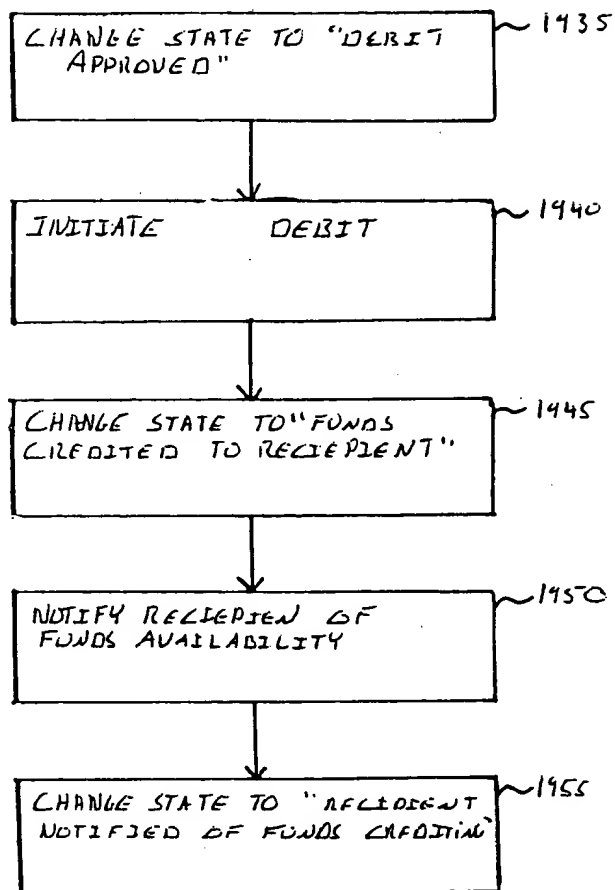 CHANGE STATE TO "DEBIT
APPROVED"
1935
INITIATE DEBIT
1940
CHANGE STATE TO "FUNDS
CREDITED TO RECIEPIENT"
1945
NOTIFY RECIEPIEN OF
FUNDS AVAILABILITY
1950
CHANGE STATE TO "RECIPIENT
NOTIFIED OF FUNDS CREDITING"
1955